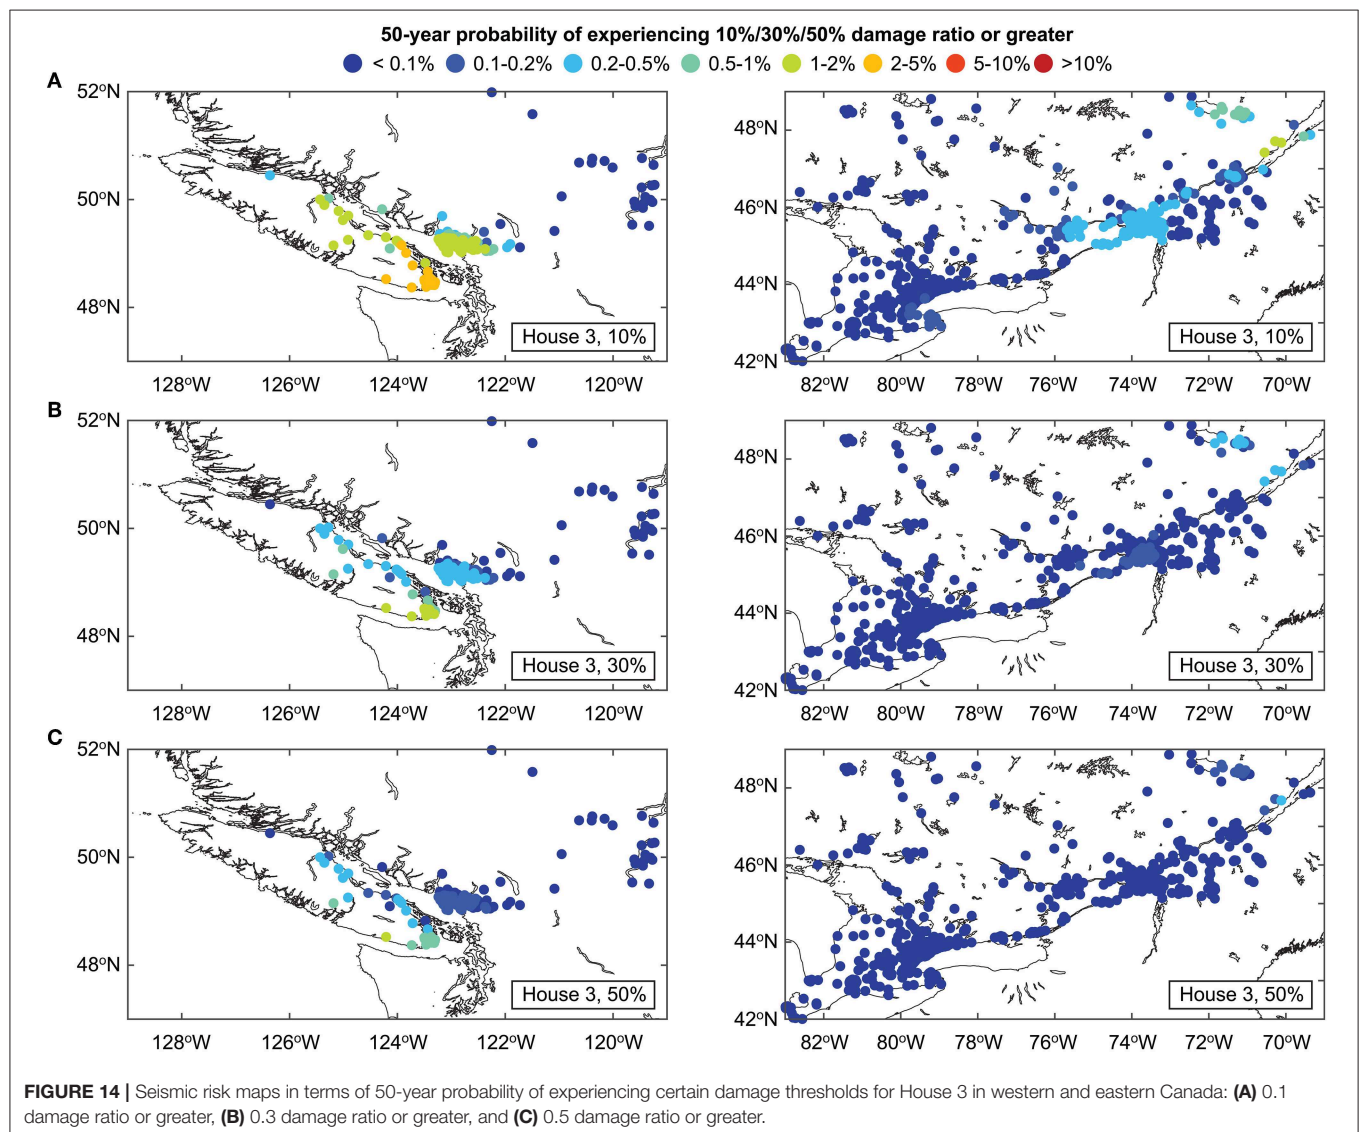 50-year probability of experiencing 10%/30%/50% damage ratio or greater
< 0.1% 0.1-0.2% 0.2-0.5% 0.5-1% 1-2% 2-5% 5-10% >10%
A
52°N
50°N
48°N
128°W 126°W 124°W 122°W 120°W
House 3, 10%
48°N
46°N
44°N
42°N
82°W 80°W 78°W 76°W 74°W 72°W 70°W
House 3, 10%
B
52°N
50°N
48°N
128°W 126°W 124°W 122°W 120°W
House 3, 30%
48°N
46°N
44°N
42°N
82°W 80°W 78°W 76°W 74°W 72°W 70°W
House 3, 30%
C
52°N
50°N
48°N
128°W 126°W 124°W 122°W 120°W
House 3, 50%
48°N
46°N
44°N
42°N
82°W 80°W 78°W 76°W 74°W 72°W 70°W
House 3, 50%
FIGURE 14 | Seismic risk maps in terms of 50-year probability of experiencing certain damage thresholds for House 3 in western and eastern Canada: (A) 0.1
damage ratio or greater, (B) 0.3 damage ratio or greater, and (C) 0.5 damage ratio or greater.